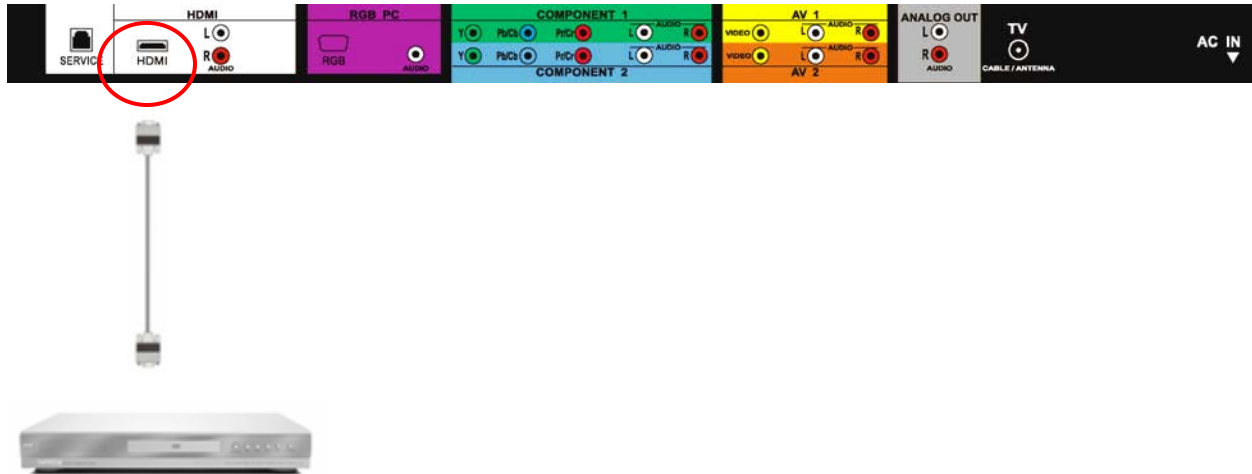 HDMI
L
R
AUDIO
SERVICE
HDMI
RGB PC
RGB
AUDIO
COMPONENT 1
Y Pb/Cb Pr/Cr L AUDIO R
Y Pb/Cb Pr/Cr L AUDIO R
COMPONENT 2
AV 1
VIDEO L AUDIO R
VIDEO L AUDIO R
AV 2
ANALOG OUT
L
R
AUDIO
TV
CABLE / ANTENNA
AC IN